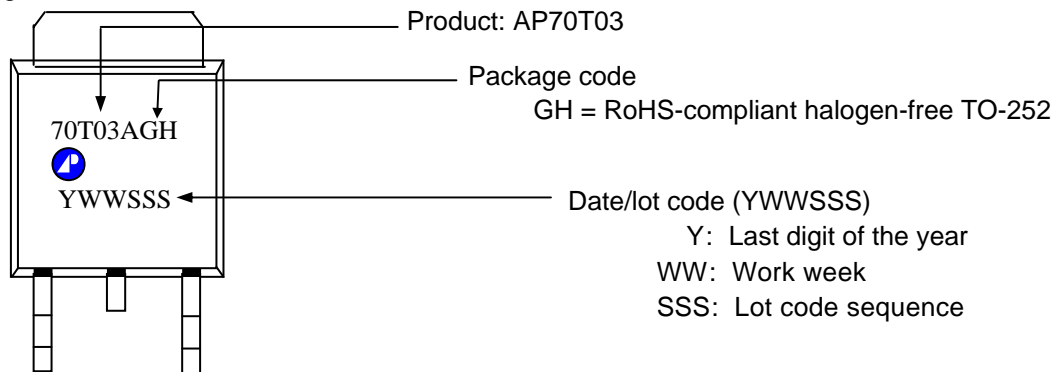 Product: AP70T03
Package code
GH = RoHS-compliant halogen-free TO-252
70T03AGH
AP
YWWSSS
Date/lot code (YWWSSS)
Y: Last digit of the year
WW: Work week
SSS: Lot code sequence